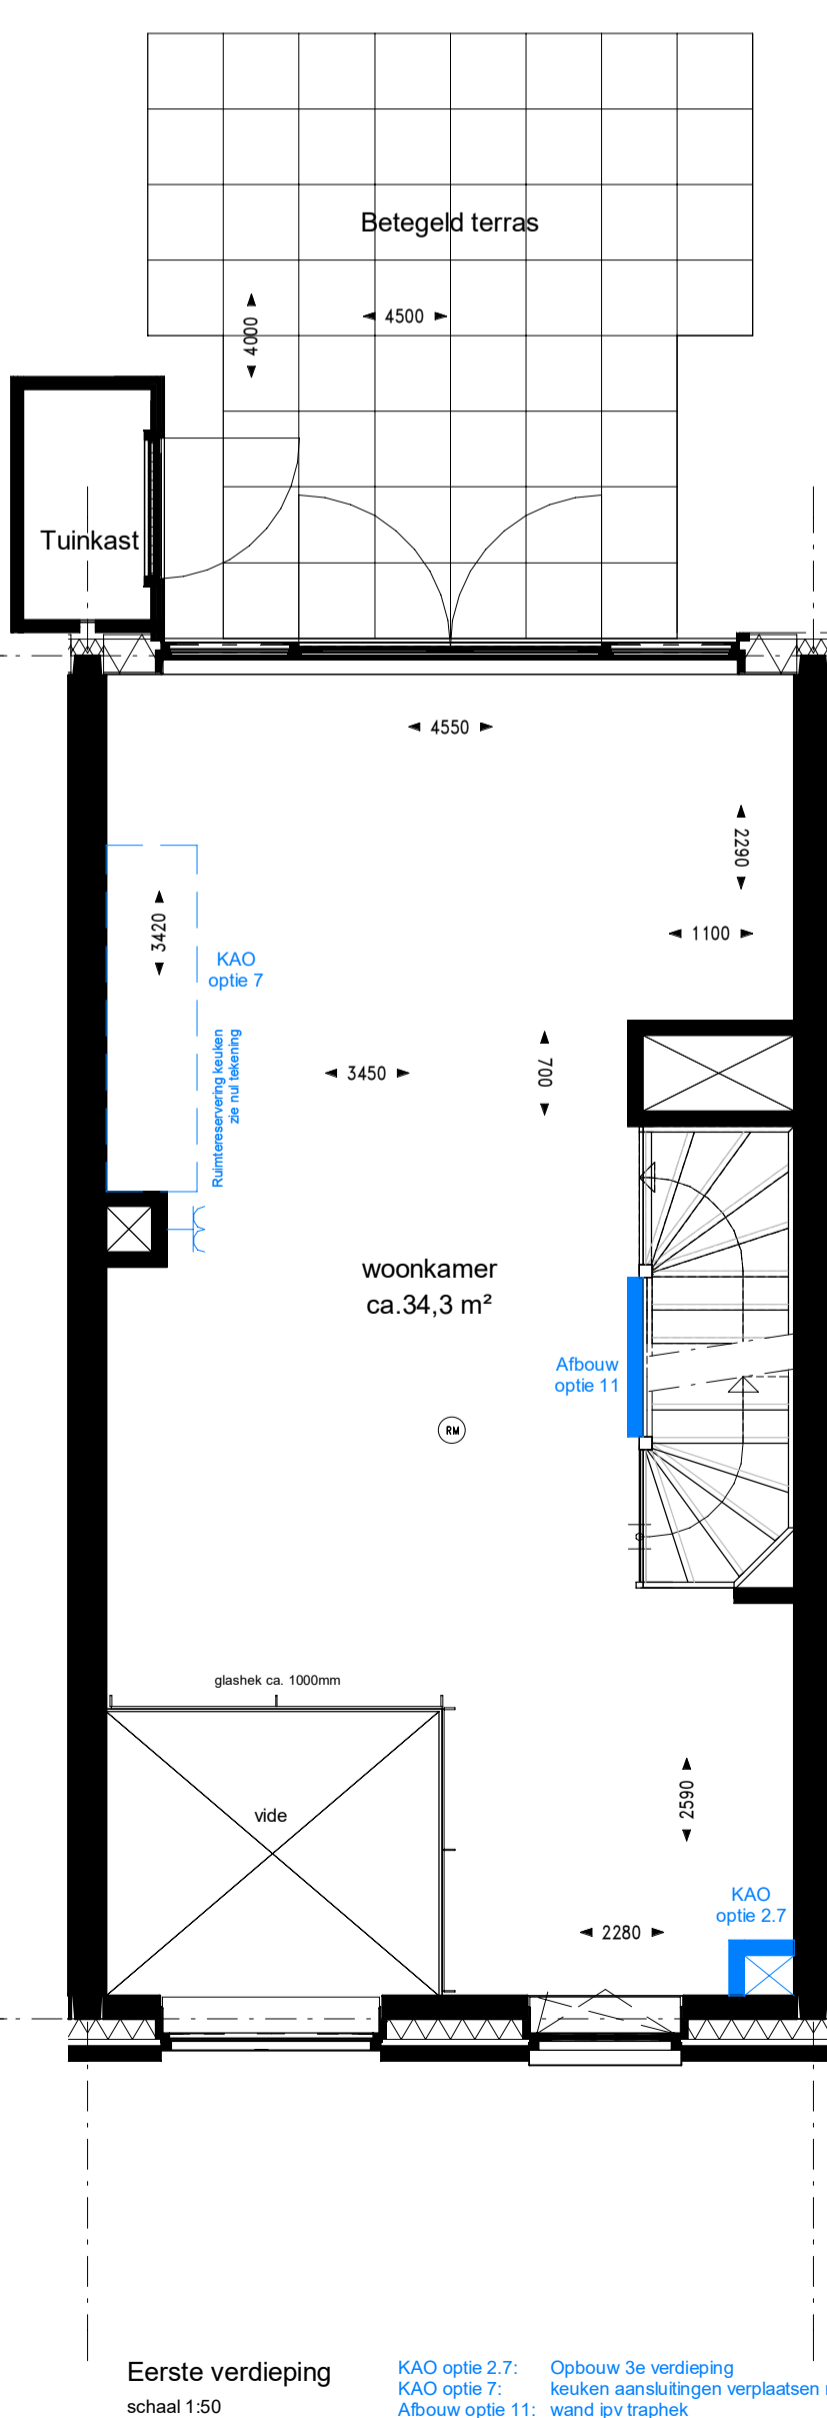 Betegeld terras
4500
4000
Tuinkast
4550
2290
3420
1100
KAO
optie 7
Ruimtereservering keuken
zie nul tekening
3450
700
woonkamer
ca.34,3 m²
Afbouw
optie 11
RM
glashek ca. 1000mm
vide
2590
KAO
optie 2.7
2280
Eerste verdieping
schaal 1:50
KAO optie 2.7: Opbouw 3e verdieping
KAO optie 7: keuken aansluitingen verplaatsen
Afbouw optie 11: wand ipv traphek